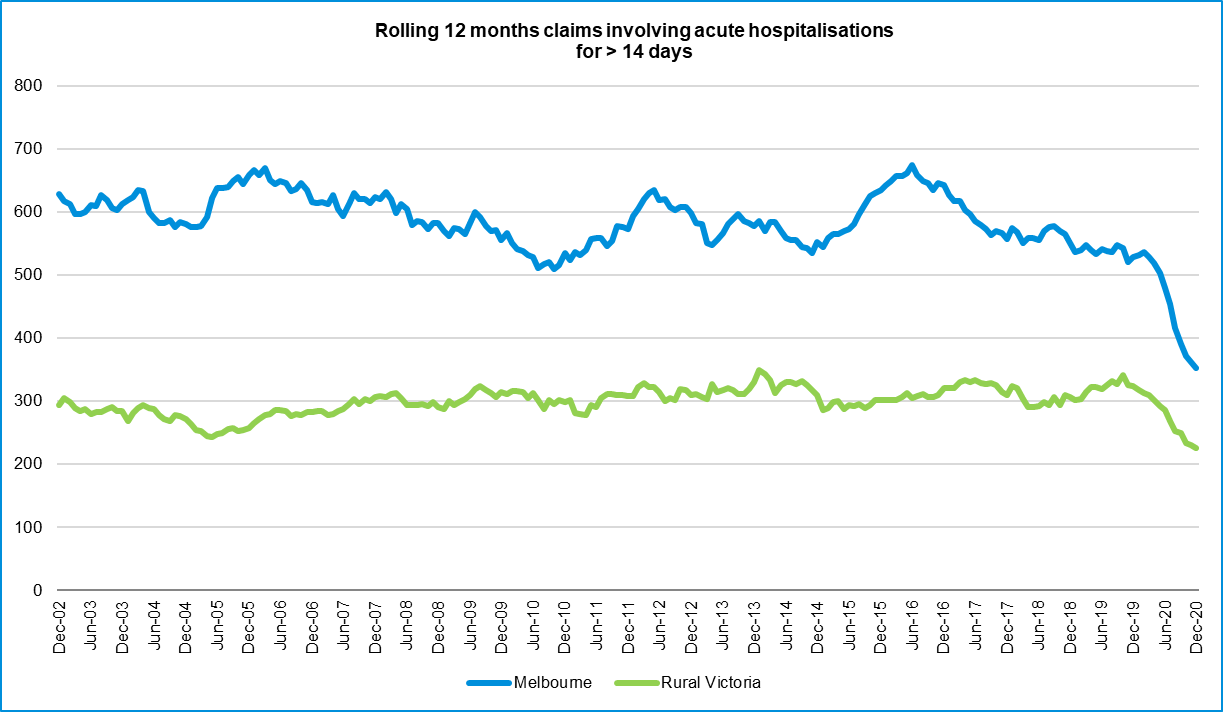 Rolling 12 months claims involving acute hospitalisations
for > 14 days
800
700
600
500
400
300
200
100
0
Dec-02
Jun-03
Dec-03
Jun-04
Dec-04
Jun-05
Dec-05
Jun-06
Dec-06
Jun-07
Dec-07
Jun-08
Dec-08
Jun-09
Dec-09
Jun-10
Dec-10
Jun-11
Dec-11
Jun-12
Dec-12
Jun-13
Dec-13
Jun-14
Dec-14
Jun-15
Dec-15
Jun-16
Dec-16
Jun-17
Dec-17
Jun-18
Dec-18
Jun-19
Dec-19
Jun-20
Dec-20
Melbourne
Rural Victoria